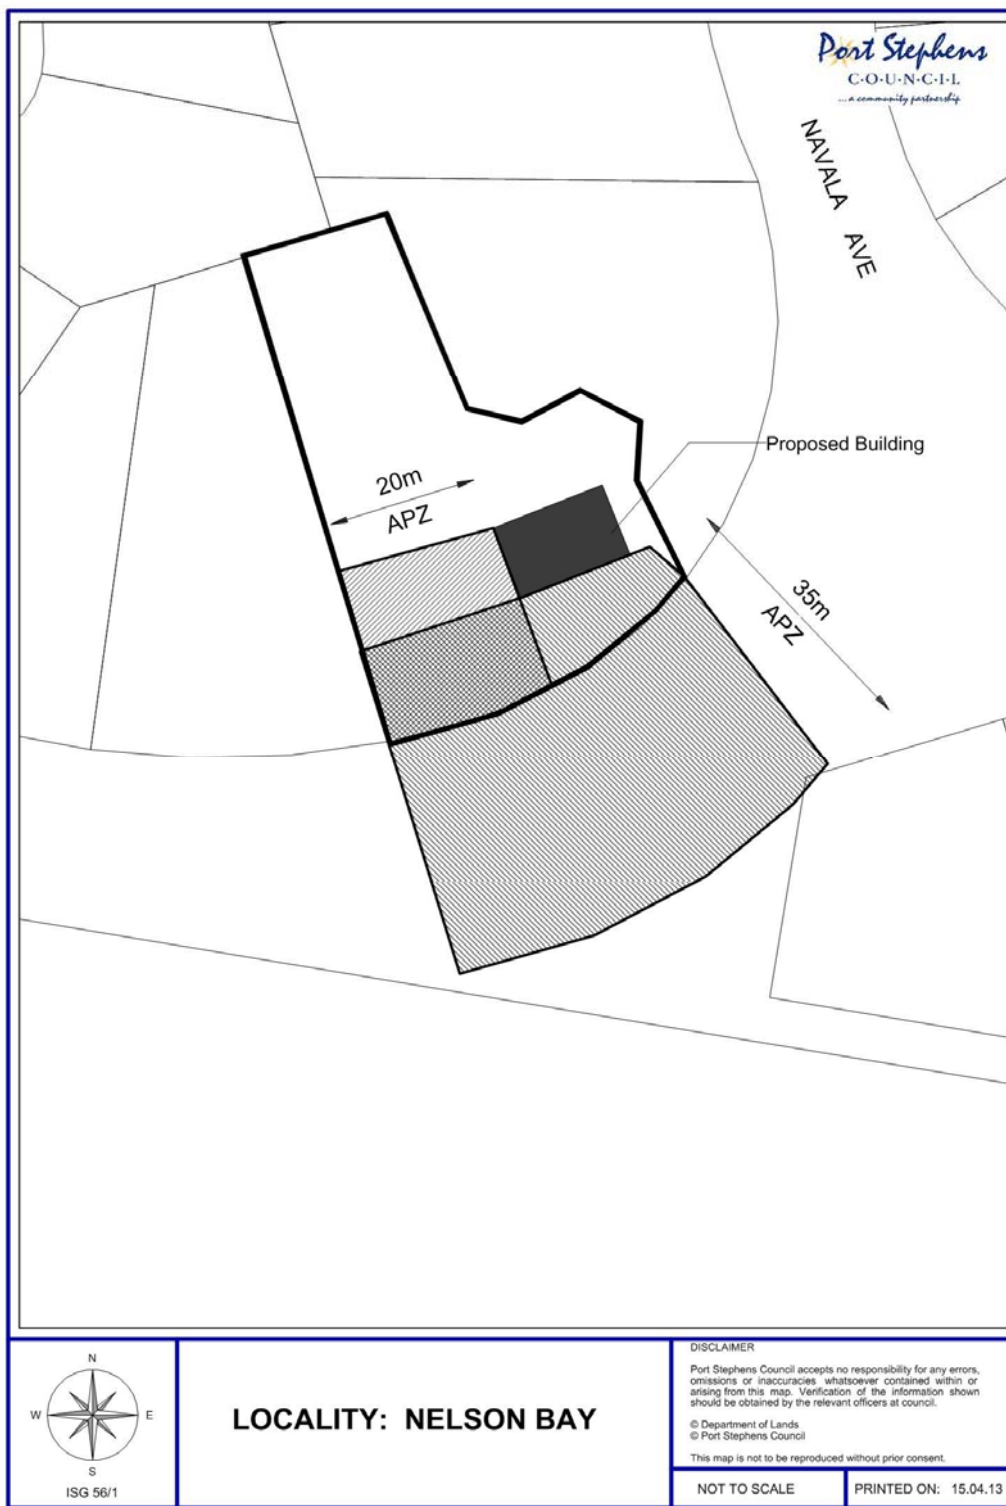 Port Stephens
C·O·U·N·C·I·L
... a community partnership
NAVALA AVE
Proposed Building
20m
APZ
35m
APZ
N
W
E
S
ISG 56/1
LOCALITY: NELSON BAY
DISCLAIMER
Port Stephens Council accepts no responsibility for any errors,
omissions or inaccuracies whatsoever contained within or
arising from this map. Verification of the information shown
should be obtained by the relevant officers at council.
© Department of Lands
© Port Stephens Council
This map is not to be reproduced without prior consent.
NOT TO SCALE
PRINTED ON: 15.04.13